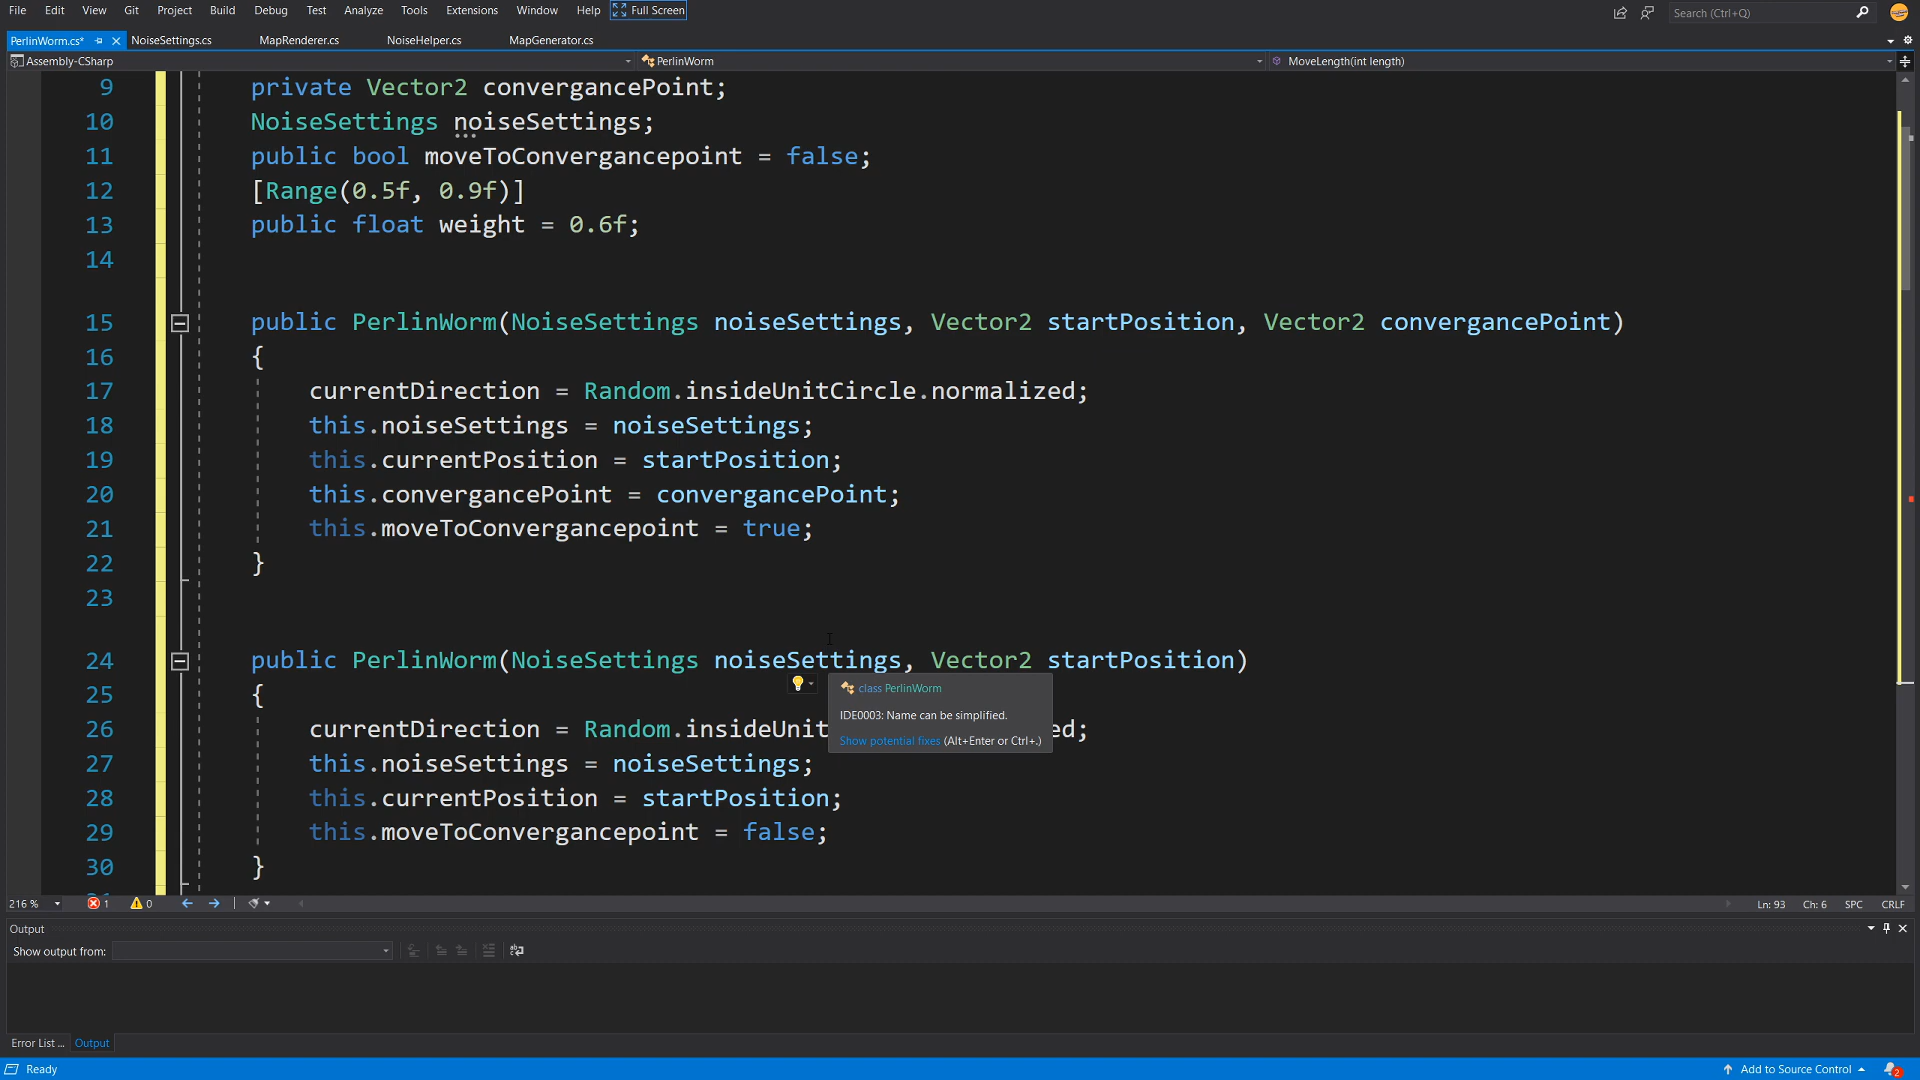 File Edit View Git Project Build Debug Test Analyze Tools Extensions Window Help Full Screen Search (Ctrl+Q)
PerlinWorm.cs* NoiseSettings.cs MapRenderer.cs NoiseHelper.cs MapGenerator.cs
Assembly-CSharp PerlinWorm MoveLength(int length)
9 private Vector2 convergancePoint;
10 NoiseSettings noiseSettings;
11 public bool moveToConvergancepoint = false;
12 [Range(0.5f, 0.9f)]
13 public float weight = 0.6f;
14
15 public PerlinWorm(NoiseSettings noiseSettings, Vector2 startPosition, Vector2 convergancePoint)
16 {
17 currentDirection = Random.insideUnitCircle.normalized;
18 this.noiseSettings = noiseSettings;
19 this.currentPosition = startPosition;
20 this.convergancePoint = convergancePoint;
21 this.moveToConvergancepoint = true;
22 }
23
24 public PerlinWorm(NoiseSettings noiseSettings, Vector2 startPosition)
25 {
class PerlinWorm
IDE0003: Name can be simplified.
Show potential fixes (Alt+Enter or Ctrl+.)
26 currentDirection = Random.insideUnit ed;
27 this.noiseSettings = noiseSettings;
28 this.currentPosition = startPosition;
29 this.moveToConvergancepoint = false;
30 }
216 % 1 0 Ln: 93 Ch: 6 SPC CRLF
Output
Show output from:
Error List ... Output
Ready Add to Source Control 2